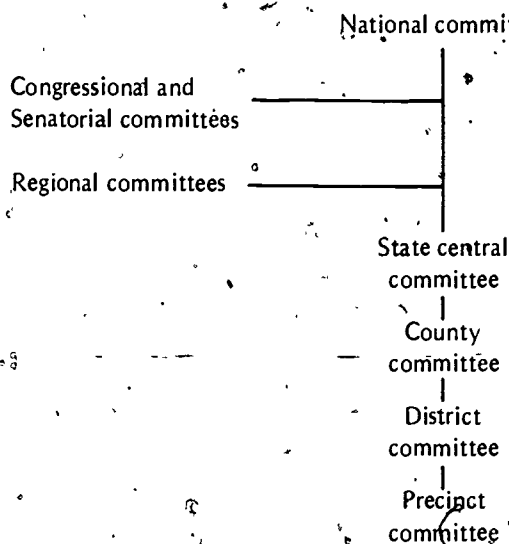 National commi
Congressional and
Senatorial committees
Regional committees
State central
committee
County
committee
District
committee
Precinct
committee